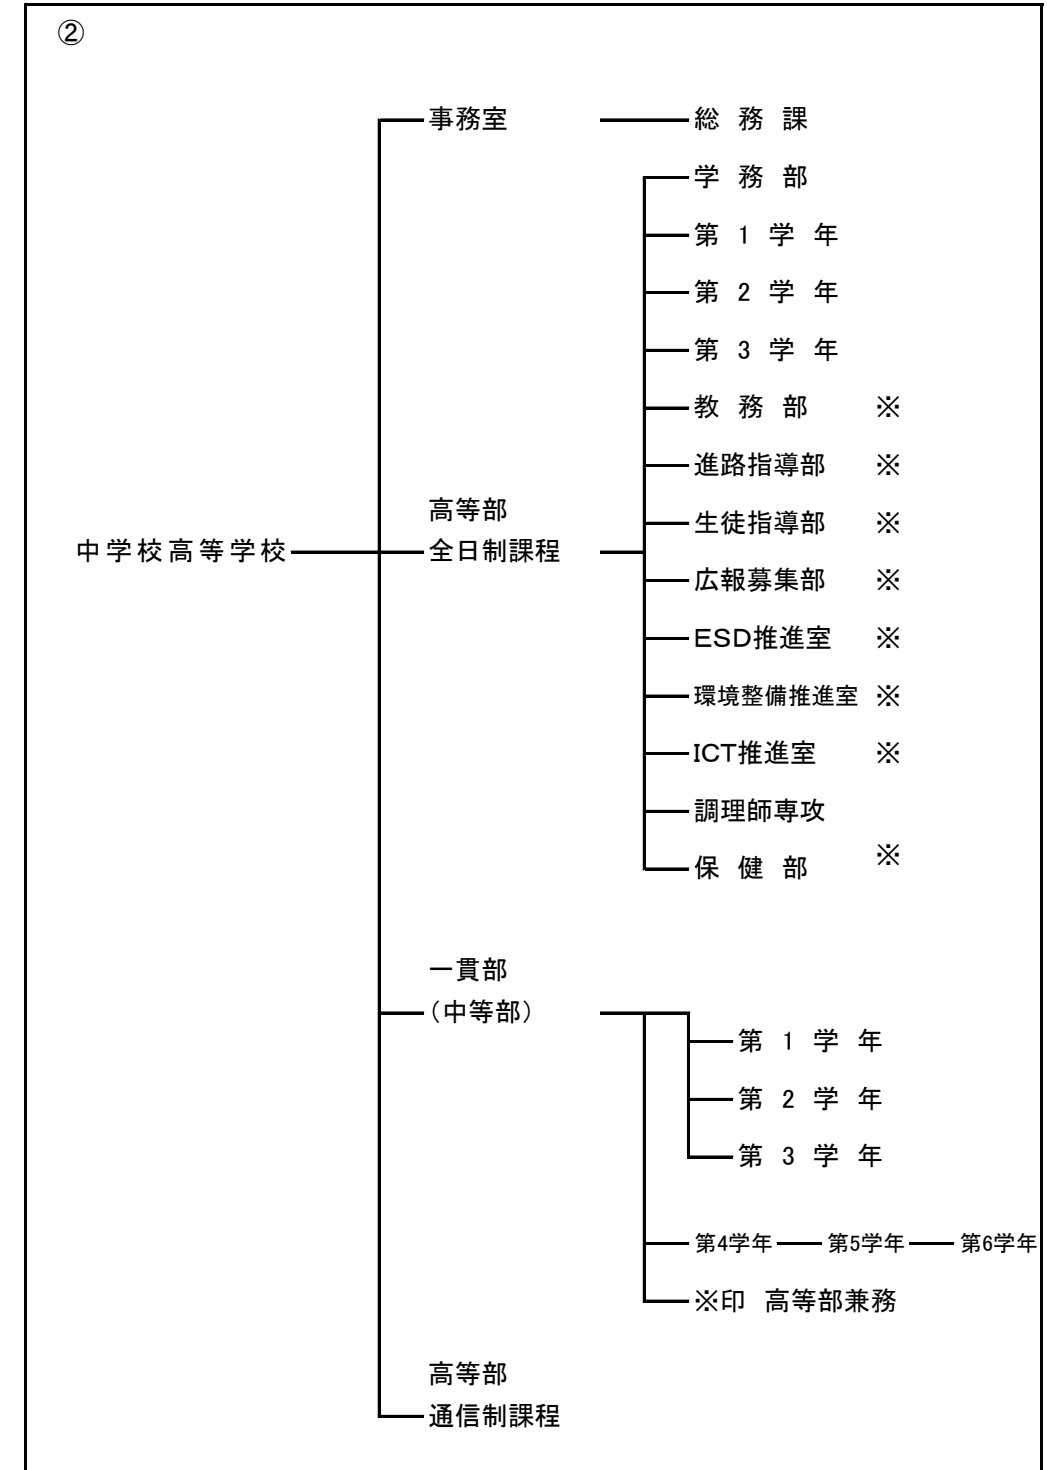 ②
事務室 総務課
学務部
第1学年
第2学年
第3学年
教務部 ※
進路指導部 ※
高等部
生徒指導部 ※
中学校高等学校 全日制課程
広報募集部 ※
ESD推進室 ※
環境整備推進室 ※
ICT推進室 ※
調理師専攻
保健部 ※
一貫部
（中等部）
第1学年
第2学年
第3学年
第4学年 第5学年 第6学年
※印 高等部兼務
高等部
通信制課程